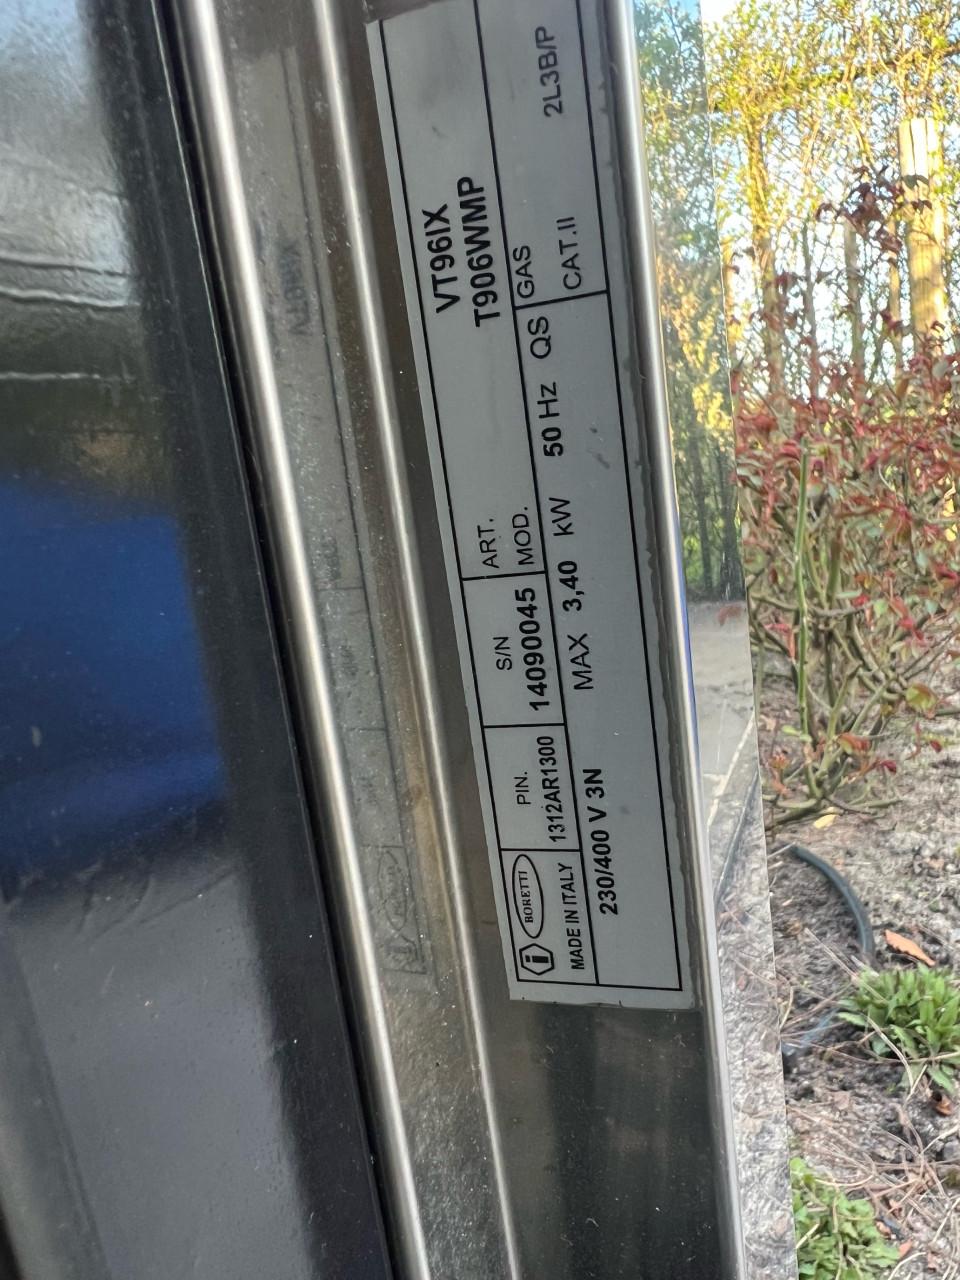 BORETTI
MADE IN ITALY
PIN.
1312AR1300
S/N
14090045
ART. VT96IX
MOD. T906WMP
230/400 V 3N MAX 3,40 kW 50 Hz QS
GAS
CAT.II 2L3B/P